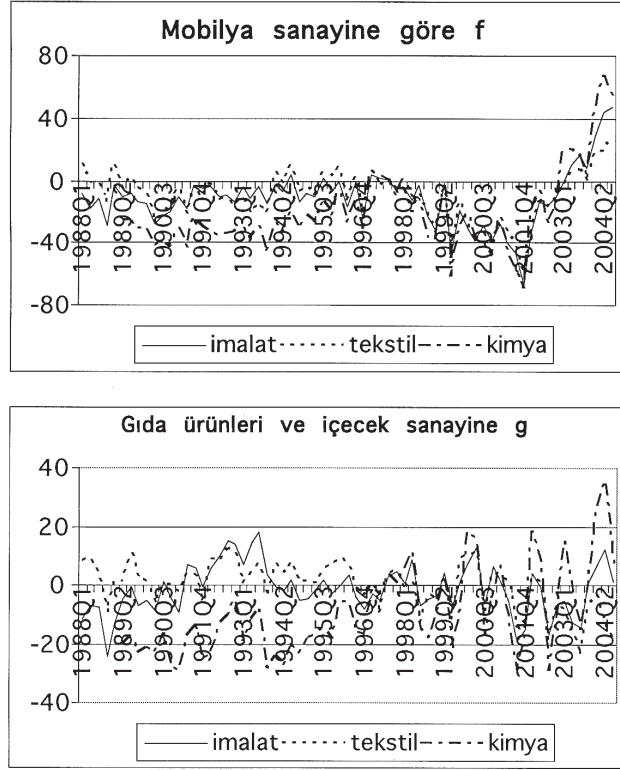 Mobilya sanayine göre f
80
40
0
-40
-80
1988Q1
1989Q2
1990Q3
1991Q4
1993Q1
1994Q2
1995Q3
1996Q4
1998Q1
1999Q2
2000Q3
2001Q4
2003Q1
2004Q2
imalat tekstil kimya
Gıda ürünleri ve içecek sanayine g
40
20
0
-20
-40
1988Q1
1989Q2
1990Q3
1991Q4
1993Q1
1994Q2
1995Q3
1996Q4
1998Q1
1999Q2
2000Q3
2001Q4
2003Q1
2004Q2
imalat tekstil kimya